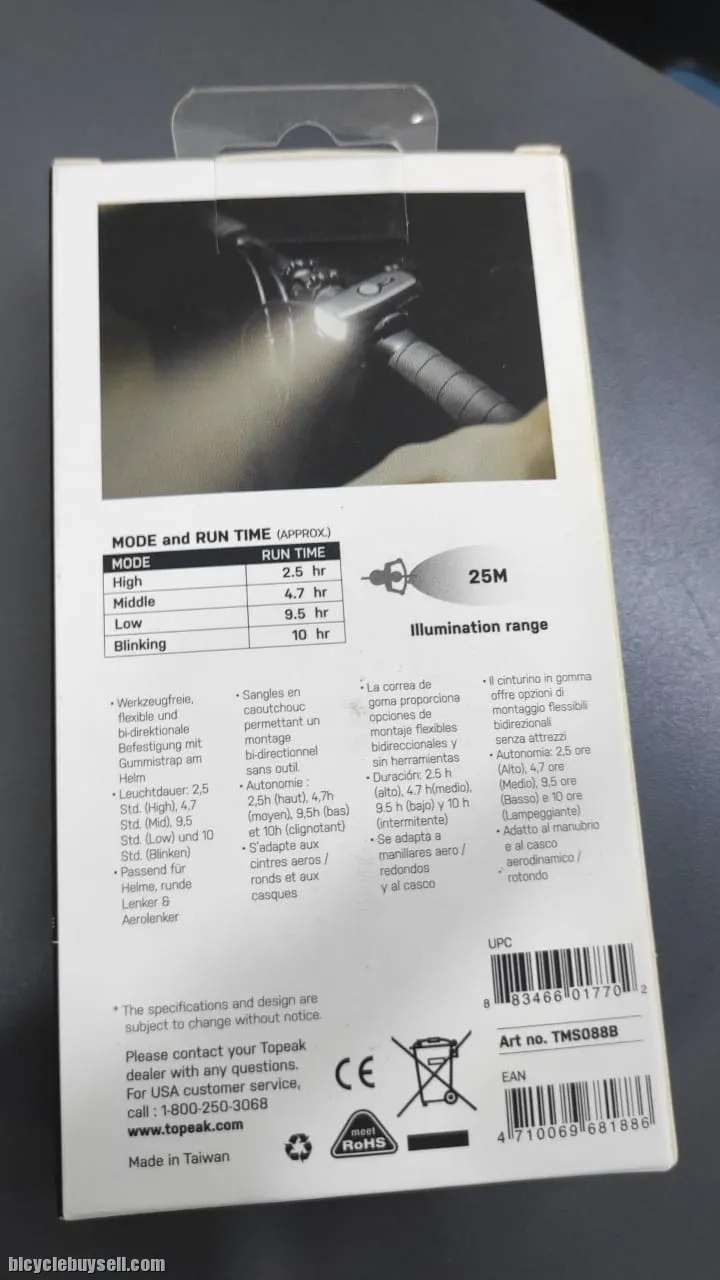 MODE and RUN TIME (APPROX.)
MODE RUN TIME
High 2.5 hr
Middle 4.7 hr
Low 9.5 hr
Blinking 10 hr
25M
Illumination range
• Werkzeugfreie,
flexible und
bi-direktionale
Befestigung mit
Gummistrap am
Helm
• Leuchtdauer: 2,5
Std. (High), 4,7
Std. (Mid), 9,5
Std. (Low) und 10
Std. (Blinken)
• Passend für
Helme, runde
Lenker &
Aerolenker
• Sangles en
caoutchouc
permettant un
montage
bi-directionnel
sans outil.
• Autonomie :
2,5h (haut), 4,7h
(moyen), 9,5h (bas)
et 10h (clignotant)
• S'adapte aux
cintres aeros /
ronds et aux
casques
• La correa de
goma proporciona
opciones de
montaje flexibles
bidireccionales y
sin herramientas
• Duración: 2.5 h
(alto), 4.7 h(medio),
9.5 h (bajo) y 10 h
(intermitente)
• Se adapta a
manillares aero /
redondos
y al casco
• Il cinturino in gomma
offre opzioni di
montaggio flessibili
bidirezionali
senza attrezzi
• Autonomia: 2,5 ore
(Alto), 4,7 ore
(Medio), 9,5 ore
(Basso) e 10 ore
(Lampeggiante)
• Adatto al manubrio
e al casco
aerodinamico /
rotondo
UPC
8 83466 01770 2
Art no. TMS088B
EAN
4 710069 681886
* The specifications and design are
subject to change without notice.
Please contact your Topeak
dealer with any questions.
For USA customer service,
call : 1-800-250-3068
www.topeak.com
Made in Taiwan
CE
meet
RoHS
bicyclebuysell.com